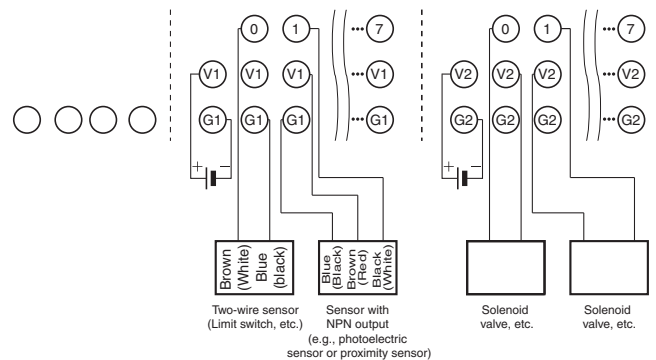 0 1 ••• 7 0 1 ••• 7
V1 V1 V1 ••• V1 V2 V2 V2 ••• V2
G1 G1 G1 ••• G1 G2 G2 G2 ••• G2
+ − + −
Brown
(White)
Blue
(black)
Blue
(Black)
Brown
(Red)
Black
(White)
Two-wire sensor
(Limit switch, etc.)
Sensor with
NPN output
(e.g., photoelectric
sensor or proximity sensor)
Solenoid
valve, etc.
Solenoid
valve, etc.